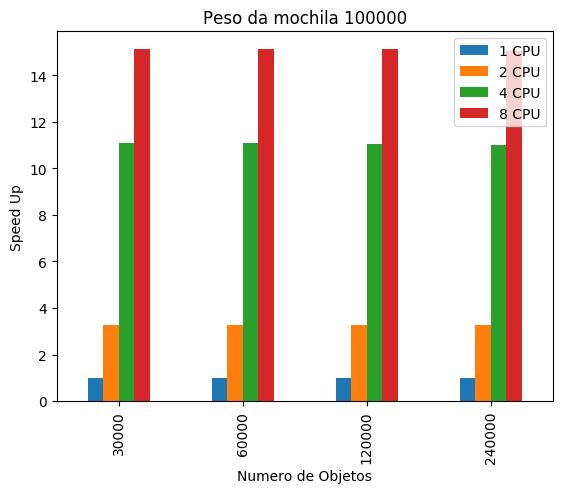 Peso da mochila 100000
1 CPU
2 CPU
4 CPU
8 CPU
Speed Up
14
12
10
8
6
4
2
0
30000
60000
120000
240000
Numero de Objetos